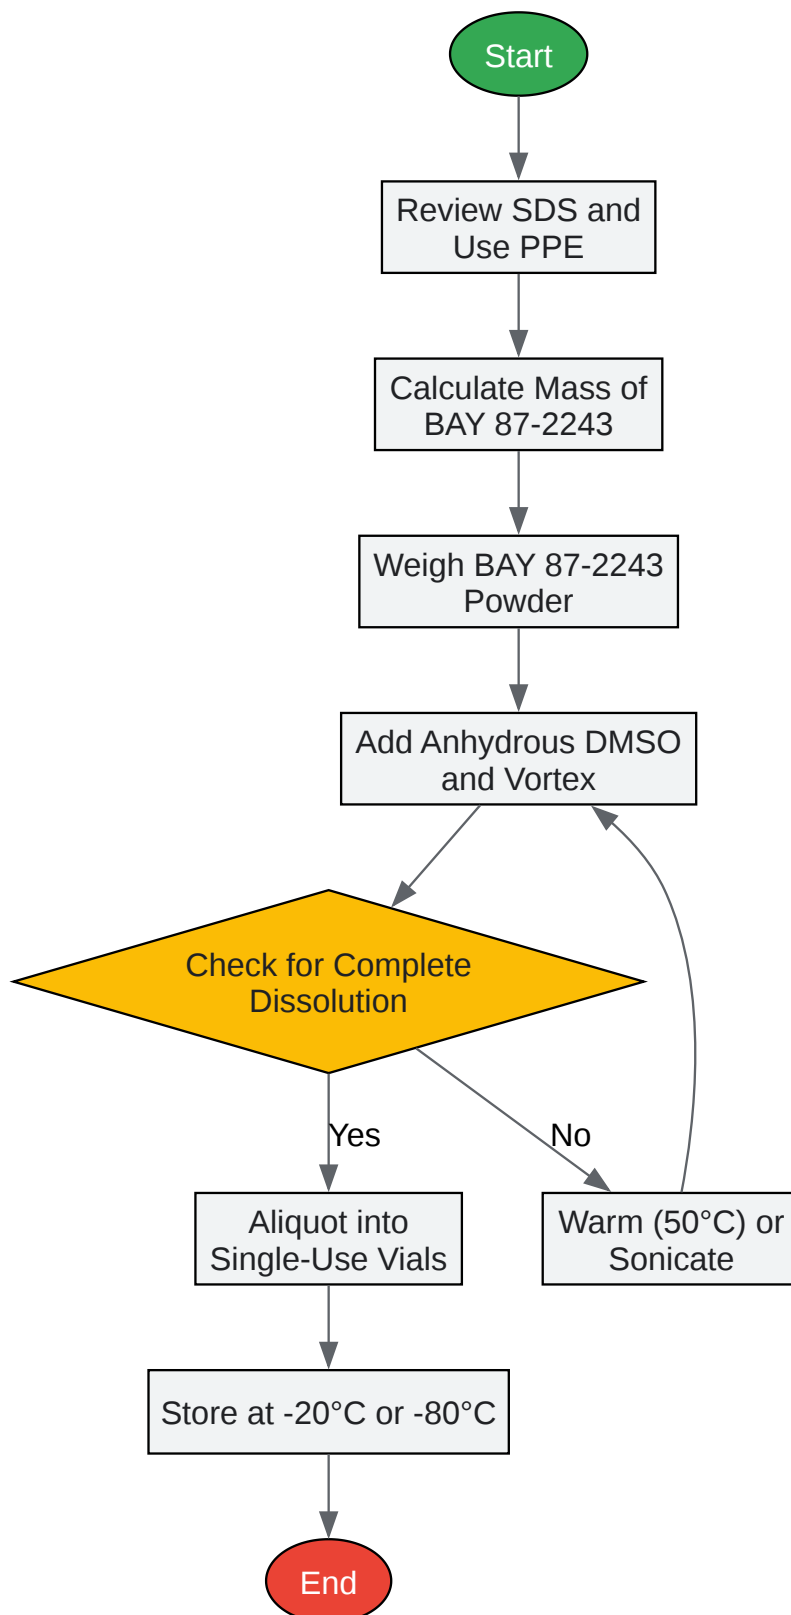 Start
Review SDS and
Use PPE
Calculate Mass of
BAY 87-2243
Weigh BAY 87-2243
Powder
Add Anhydrous DMSO
and Vortex
Check for Complete
Dissolution
Yes
No
Aliquot into
Single-Use Vials
Warm (50°C) or
Sonicate
Store at -20°C or -80°C
End